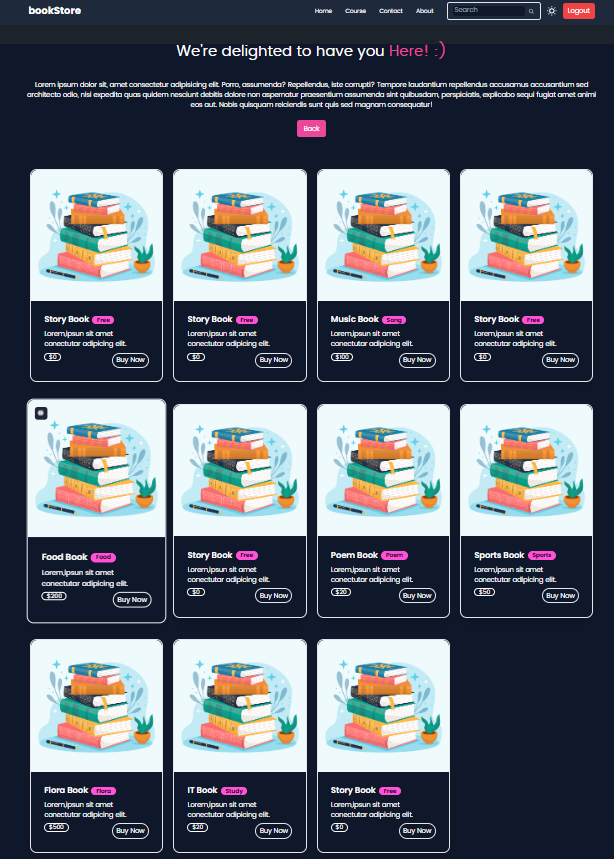 bookStore
Home Course Contact About Search Logout
We're delighted to have you Here! :)
Lorem ipsum dolor sit, amet consectetur adipisicing elit. Porro, assumenda? Repellendus, iste corrupti? Tempore laudantium repellendus accusamus accusantium sed
architecto odio, nisi expedita quas quidem nesciunt debitis dolore non aspernatur praesentium assumenda sint quibusdam, perspiciatis, explicabo sequi fugiat amet animi
eos aut. Nobis quisquam reiciendis sunt quis sed magnam consequatur!
Back
Story Book Free
Lorem,ipsun sit amet
conectutar adipicing elit.
$0 Buy Now
Story Book Free
Lorem,ipsun sit amet
conectutar adipicing elit.
$0 Buy Now
Music Book Song
Lorem,ipsun sit amet
conectutar adipicing elit.
$100 Buy Now
Story Book Free
Lorem,ipsun sit amet
conectutar adipicing elit.
$0 Buy Now
Food Book Food
Lorem,ipsun sit amet
conectutar adipicing elit.
$200 Buy Now
Story Book Free
Lorem,ipsun sit amet
conectutar adipicing elit.
$0 Buy Now
Poem Book Poem
Lorem,ipsun sit amet
conectutar adipicing elit.
$20 Buy Now
Sports Book Sports
Lorem,ipsun sit amet
conectutar adipicing elit.
$50 Buy Now
Flora Book Flora
Lorem,ipsun sit amet
conectutar adipicing elit.
$500 Buy Now
IT Book Study
Lorem,ipsun sit amet
conectutar adipicing elit.
$20 Buy Now
Story Book Free
Lorem,ipsun sit amet
conectutar adipicing elit.
$0 Buy Now